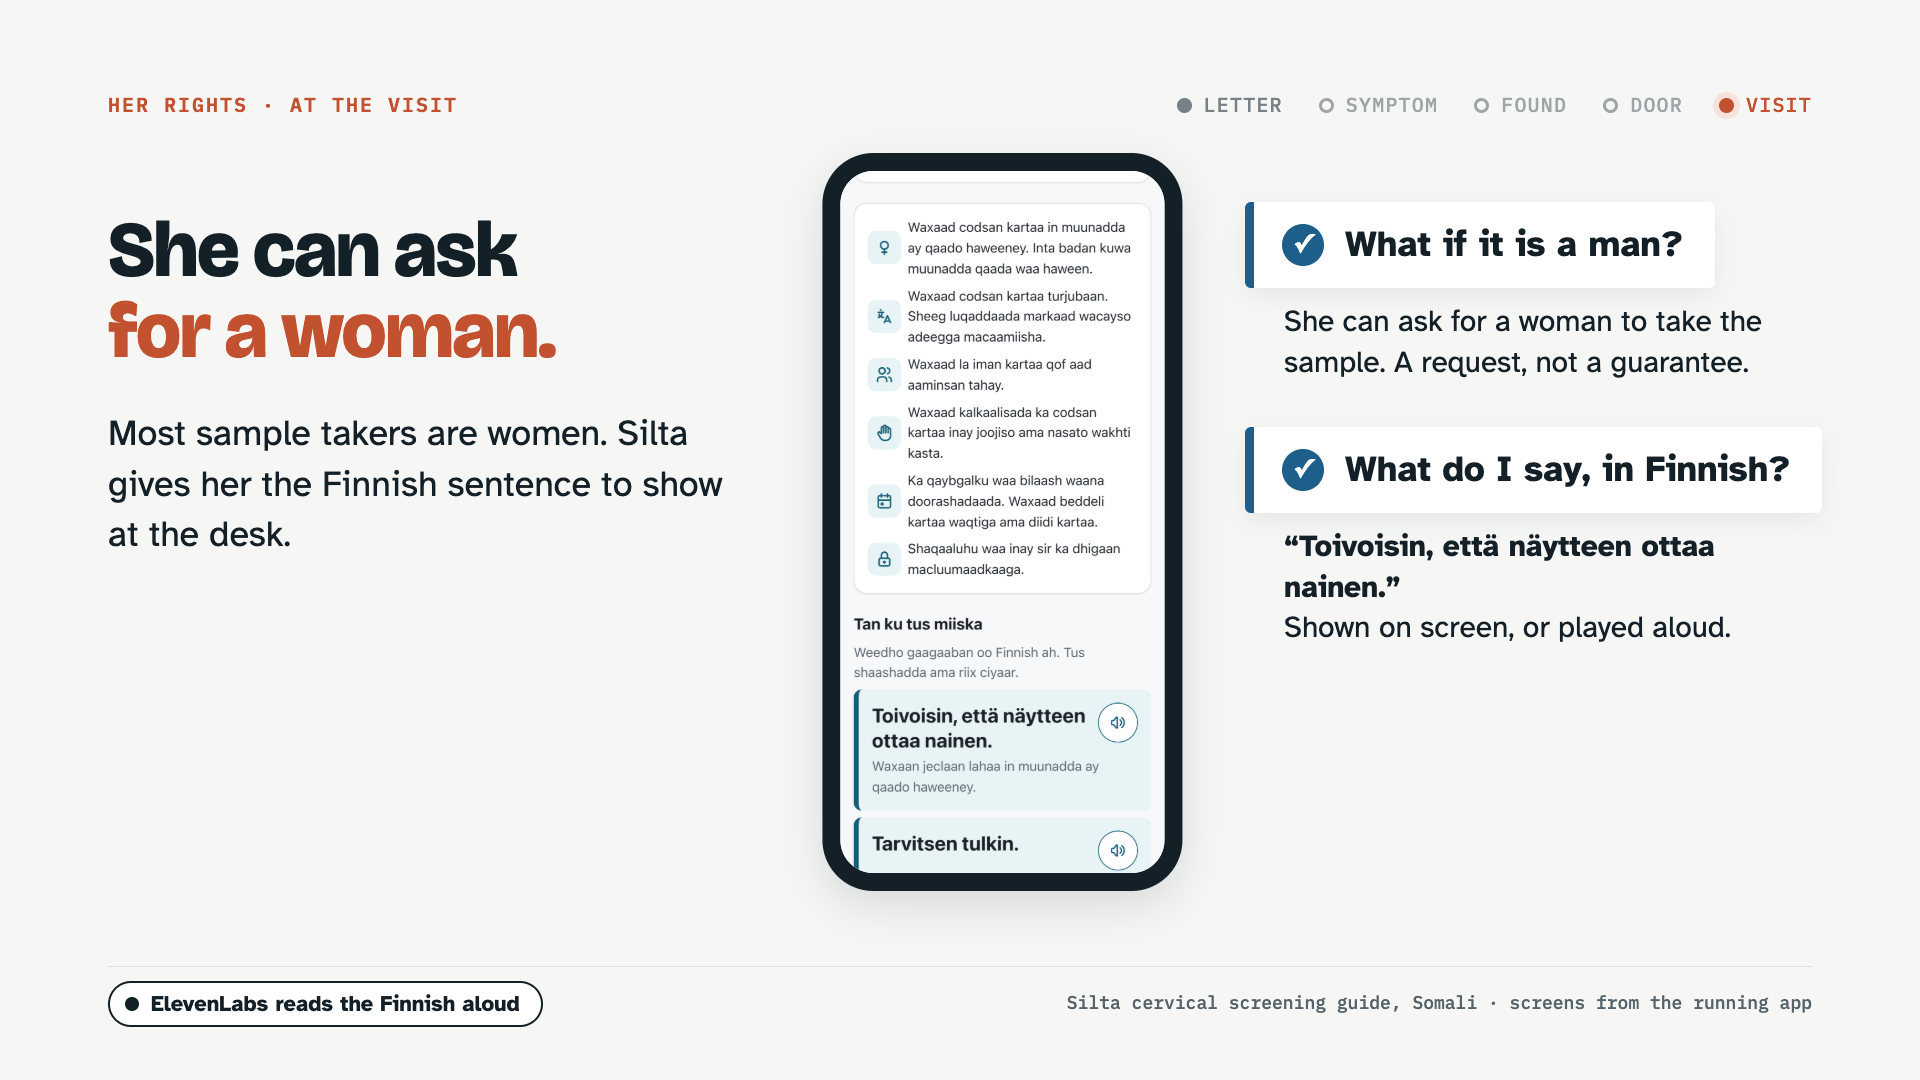 HER RIGHTS · AT THE VISIT
LETTER
SYMPTOM
FOUND
DOOR
VISIT
She can ask
for a woman.
Most sample takers are women. Silta
gives her the Finnish sentence to show
at the desk.
Waxaad codsan kartaa in muunadda
ay qaado haweeney. Inta badan kuwa
muunadda qaada waa haween.
Waxaad codsan kartaa turjubaan.
Sheeg luqaddaada markaad wacayso
adeegga macaamiisha.
Waxaad la iman kartaa qof aad
aaminsan tahay.
Waxaad kalkaalisada ka codsan
kartaa inay joojiso ama nasato wakhti
kasta.
Ka qaybgalku waa bilaash waana
doorashadaada. Waxaad beddeli
kartaa waqtiga ama diidi kartaa.
Shaqaaluhu waa inay sir ka dhigaan
macluumaadkaaga.
Tan ku tus miiska
Weedho gaagaaban oo Finnish ah. Tus
shaashadda ama riix ciyaar.
Toivoisin, että näytteen
ottaa nainen.
Waxaan jeclaan lahaa in muunadda ay
qaado haweeney.
Tarvitsen tulkin.
What if it is a man?
She can ask for a woman to take the
sample. A request, not a guarantee.
What do I say, in Finnish?
“Toivoisin, että näytteen ottaa
nainen.”
Shown on screen, or played aloud.
ElevenLabs reads the Finnish aloud
Silta cervical screening guide, Somali · screens from the running app